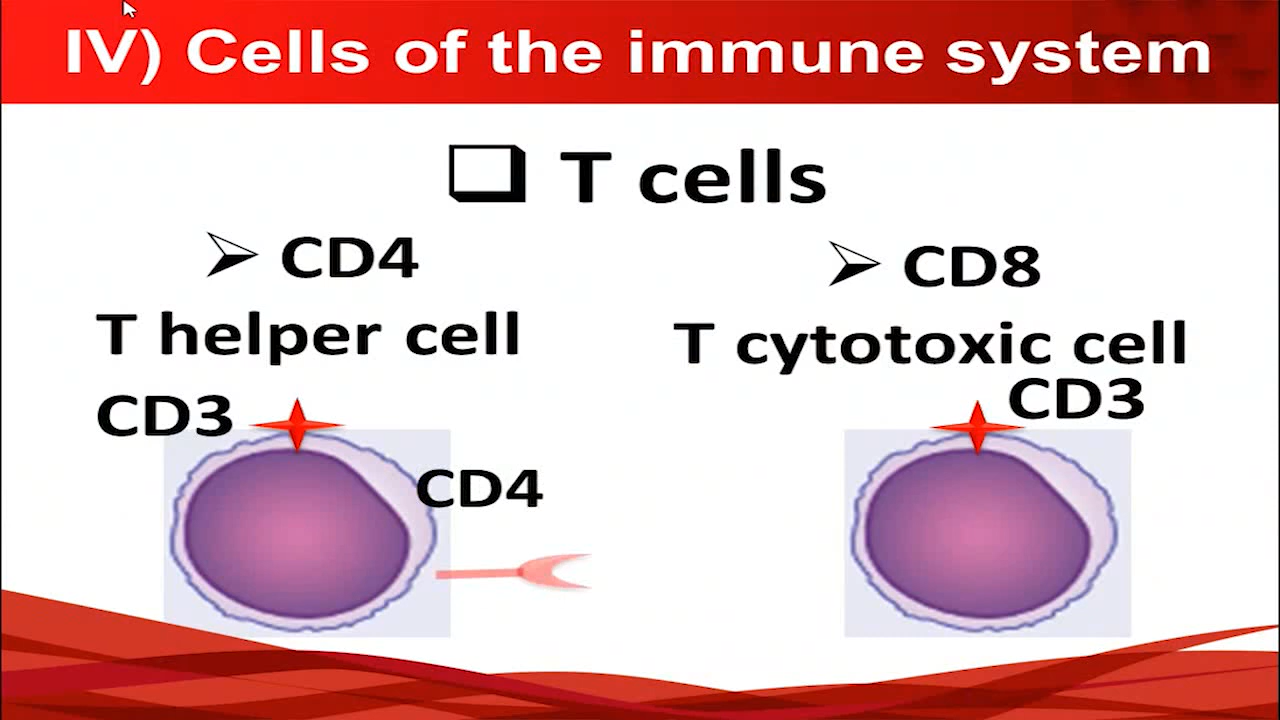 IV) Cells of the immune system
T cells
CD4
T helper cell
CD3
CD4
CD8
T cytotoxic cell
CD3